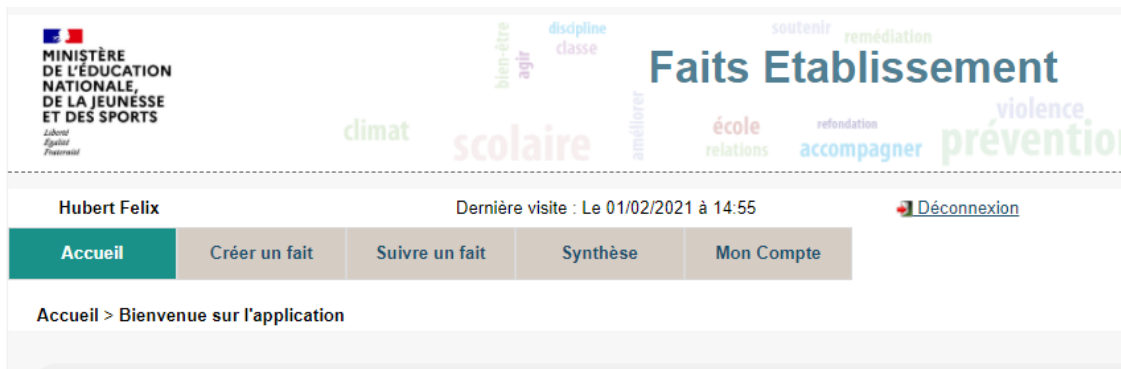 MINISTÈRE
DE L'ÉDUCATION
NATIONALE,
DE LA JEUNESSE
ET DES SPORTS
Liberté
Égalité
Fraternité
bien-être
agir
discipline
classe
soutenir
remédiation
Faits Etablissement
climat
scolaire
améliorer
école
relations
refondation
accompagner
violence
prévention
Hubert Felix
Dernière visite : Le 01/02/2021 à 14:55
Déconnexion
Accueil
Créer un fait
Suivre un fait
Synthèse
Mon Compte
Accueil > Bienvenue sur l'application